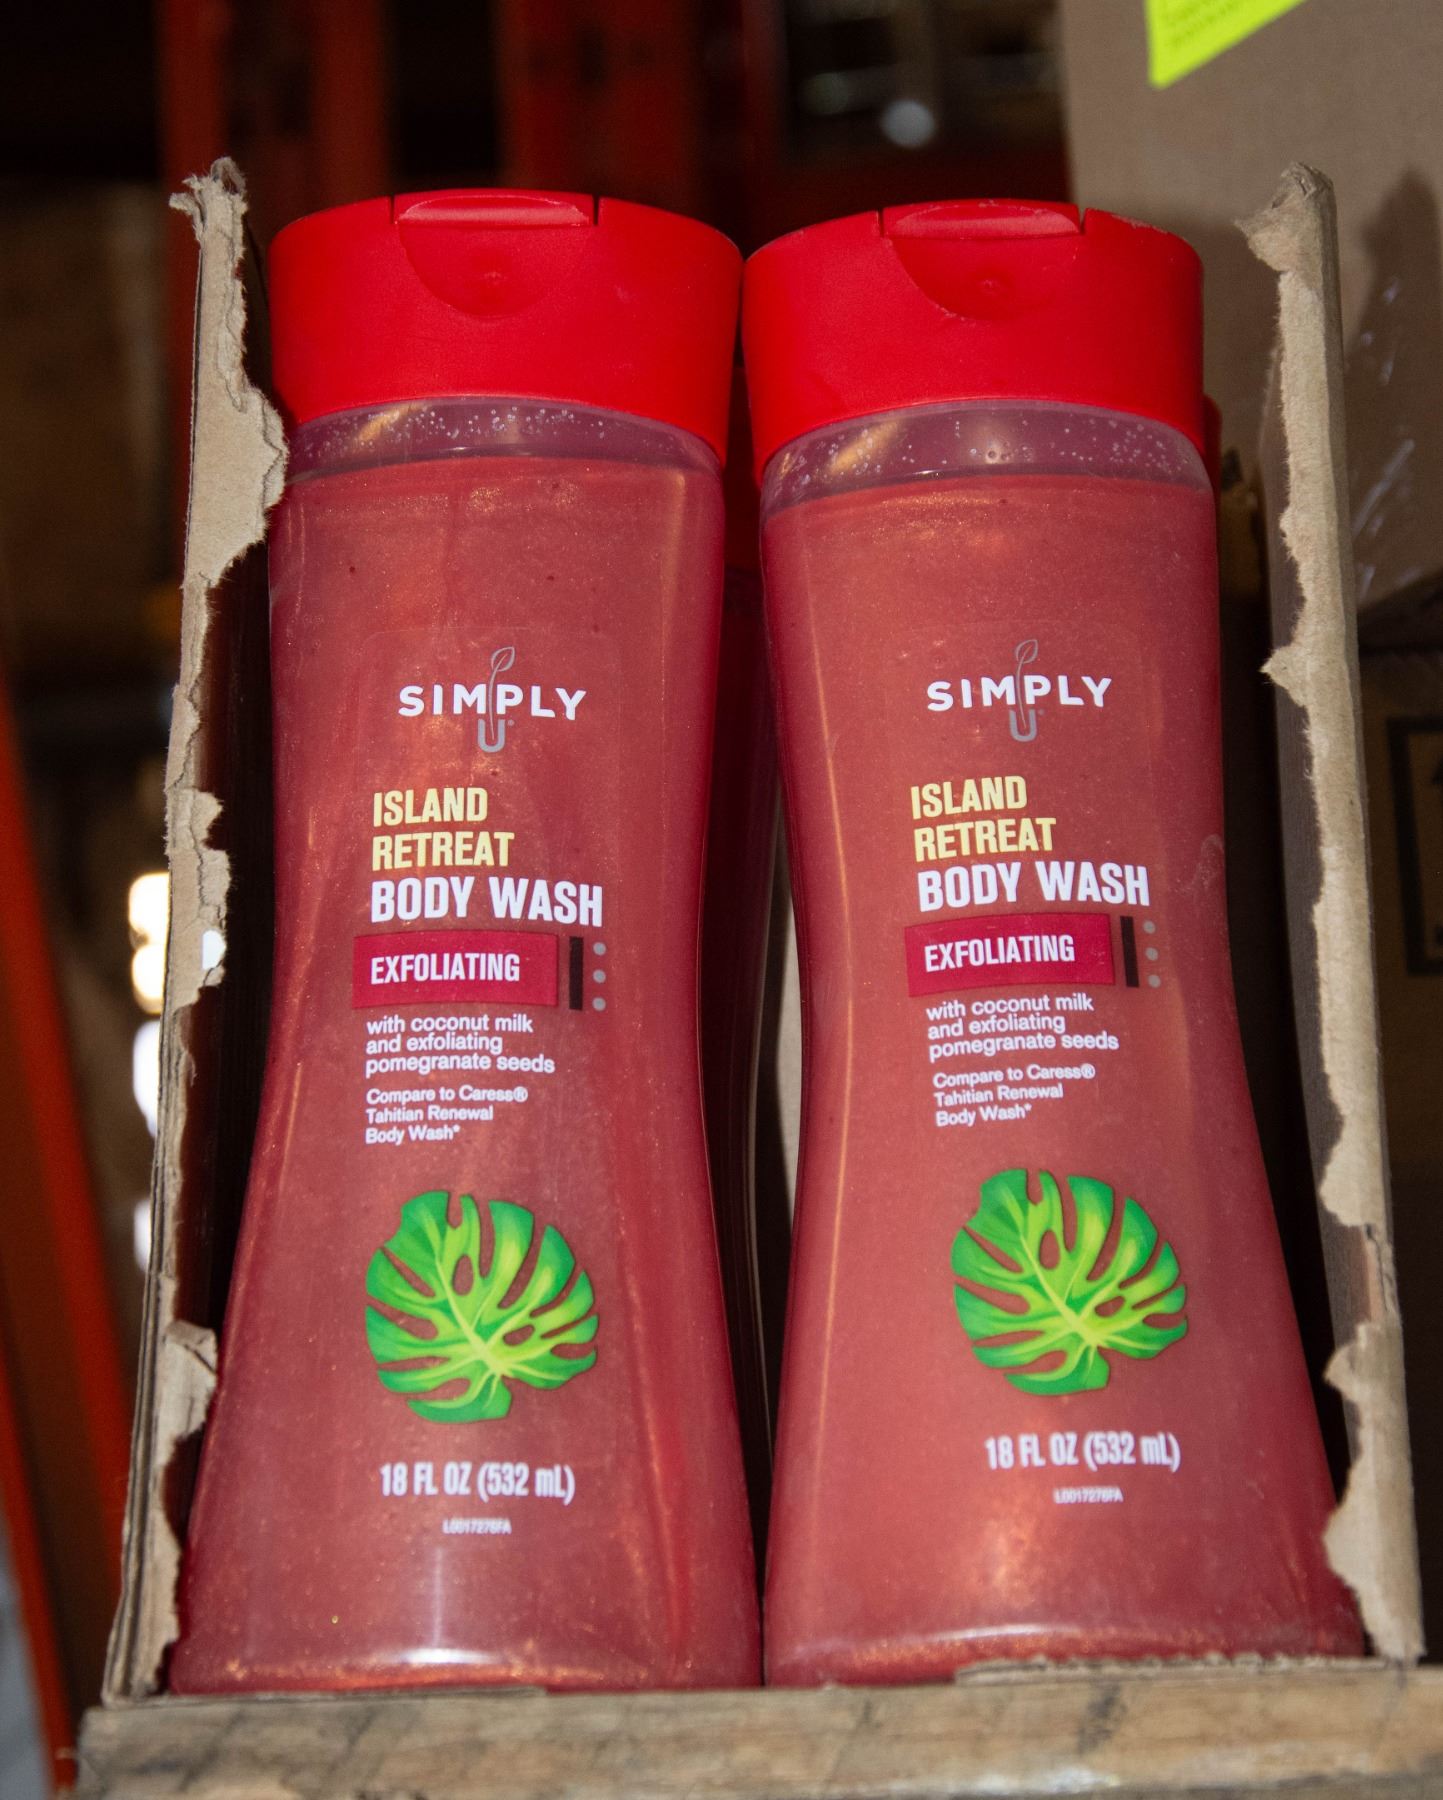 SIMPLY
U®
ISLAND
RETREAT
BODY WASH
EXFOLIATING
with coconut milk
and exfoliating
pomegranate seeds
Compare to Caress®
Tahitian Renewal
Body Wash*
18 FL OZ (532 mL)
SIMPLY
U®
ISLAND
RETREAT
BODY WASH
EXFOLIATING
with coconut milk
and exfoliating
pomegranate seeds
Compare to Caress®
Tahitian Renewal
Body Wash*
18 FL OZ (532 mL)